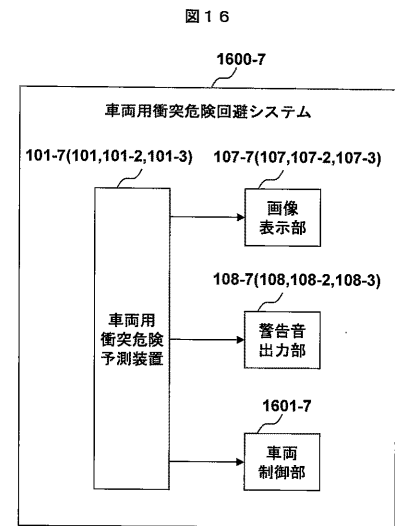 図１６
1600-7
車両用衝突危険回避システム
101-7(101,101-2,101-3)
107-7(107,107-2,107-3)
画像
表示部
108-7(108,108-2,108-3)
車両用
衝突危険
予測装置
警告音
出力部
1601-7
車両
制御部